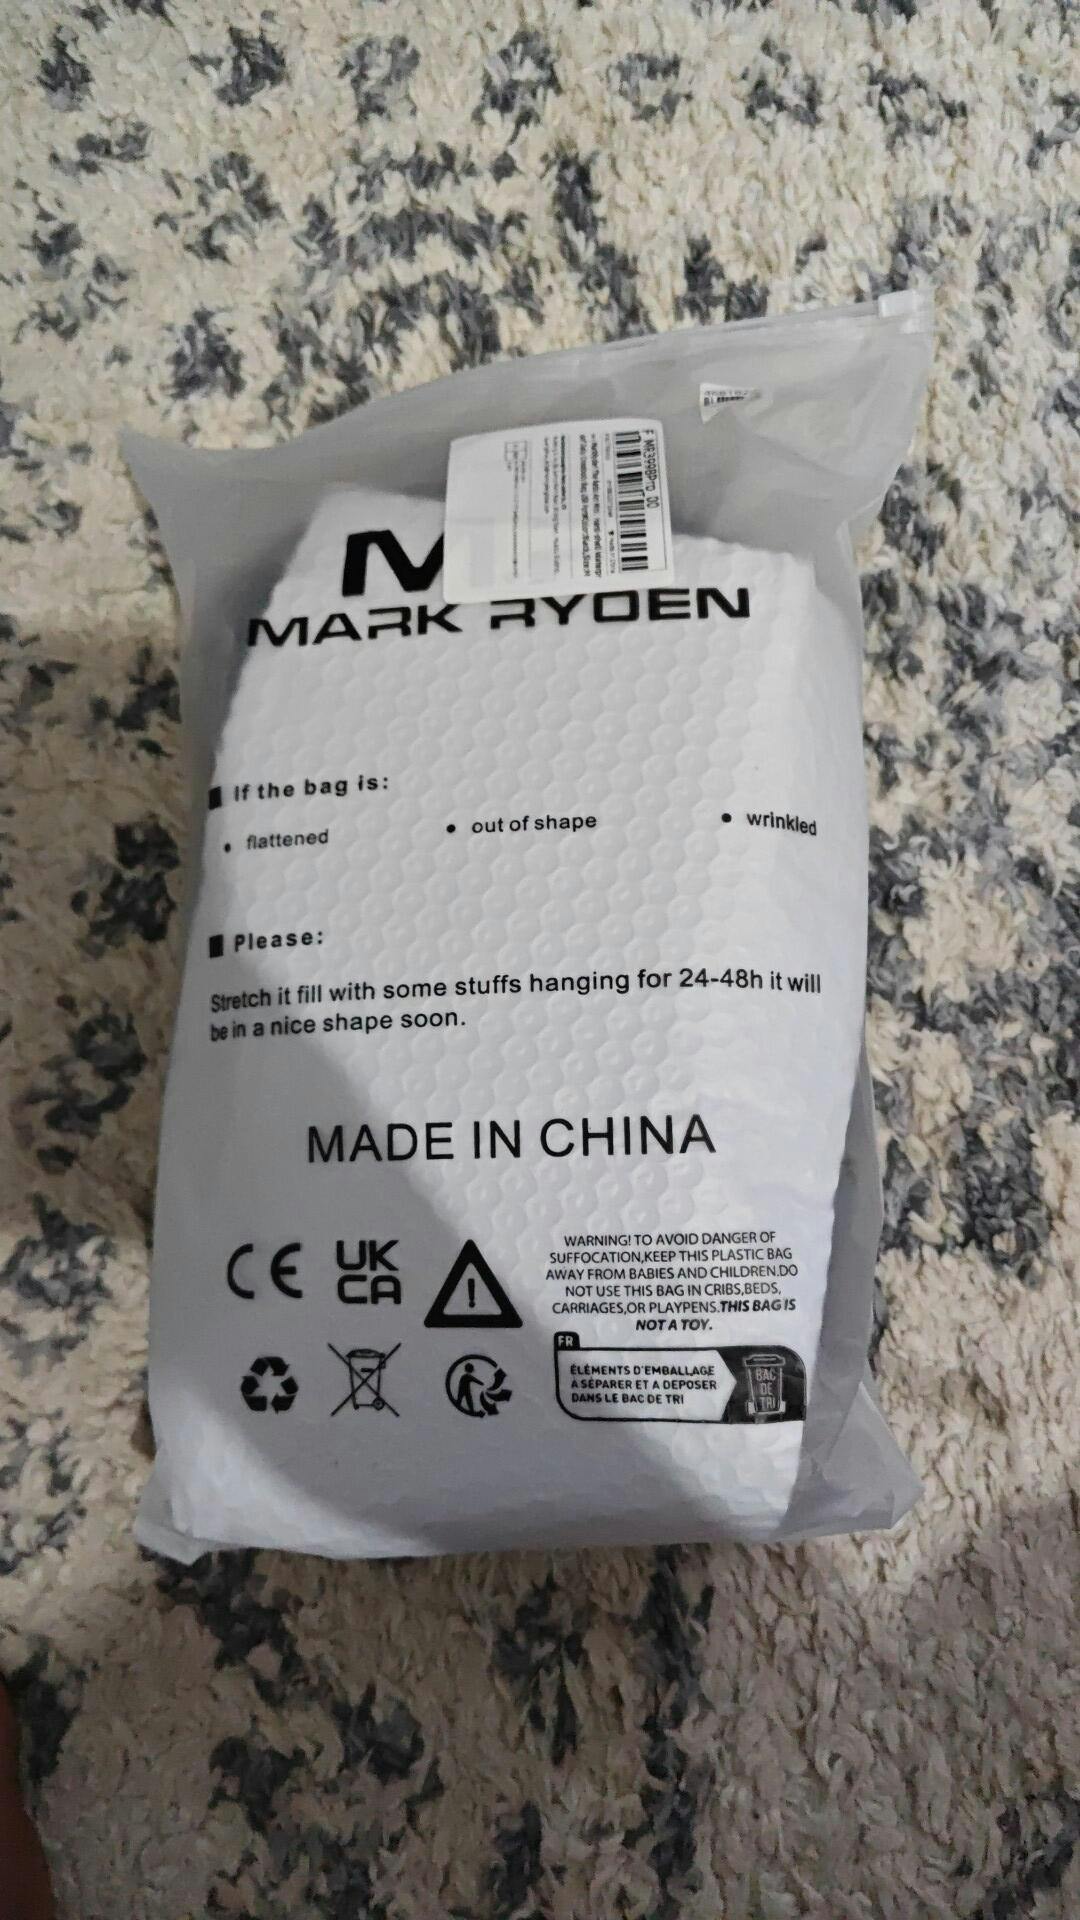 MR3998Pro 00
M
MARK RYDEN
If the bag is:
• flattened • out of shape • wrinkled
Please:
Stretch it fill with some stuffs hanging for 24-48h it will
be in a nice shape soon.
MADE IN CHINA
CE
UK
CA
WARNING! TO AVOID DANGER OF
SUFFOCATION,KEEP THIS PLASTIC BAG
AWAY FROM BABIES AND CHILDREN.DO
NOT USE THIS BAG IN CRIBS,BEDS,
CARRIAGES,OR PLAYPENS.THIS BAG IS
NOT A TOY.
FR
ÉLÉMENTS D'EMBALLAGE
À SÉPARER ET A DEPOSER
DANS LE BAC DE TRI
BAC
DE
TRI